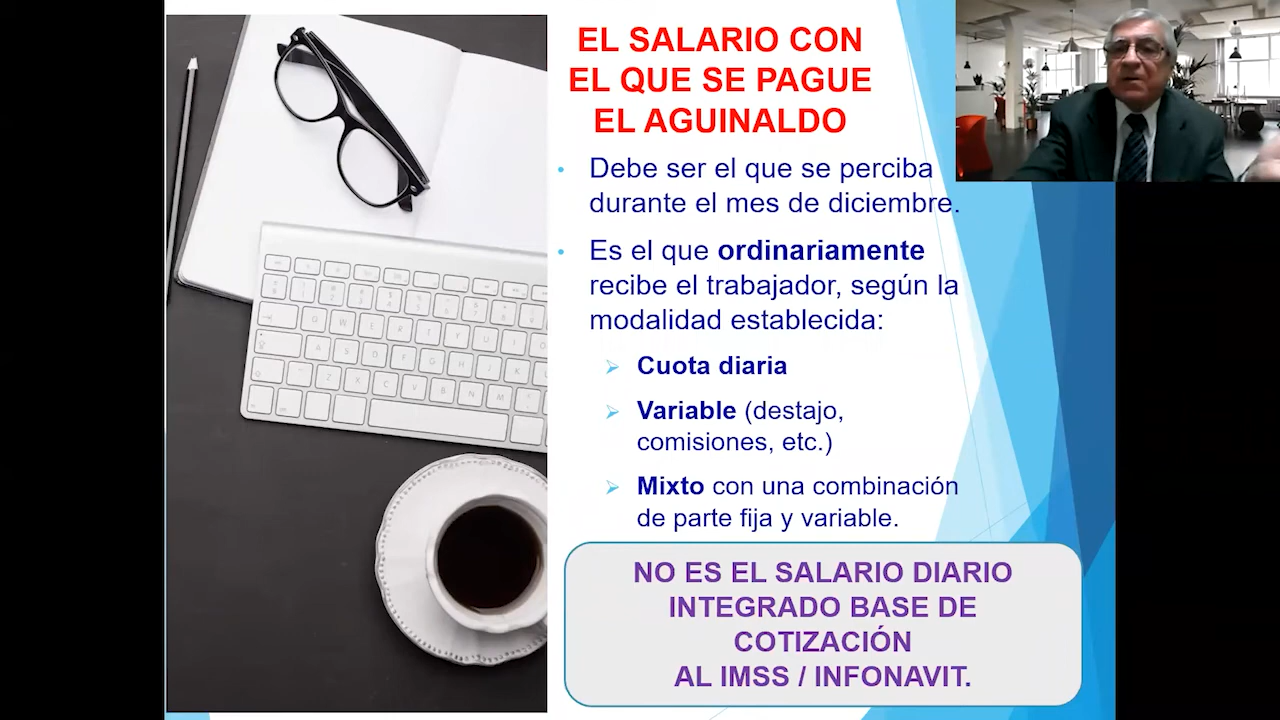 EL SALARIO CON
EL QUE SE PAGUE
EL AGUINALDO
• Debe ser el que se perciba
durante el mes de diciembre.
• Es el que ordinariamente
recibe el trabajador, según la
modalidad establecida:
➢ Cuota diaria
➢ Variable (destajo,
comisiones, etc.)
➢ Mixto con una combinación
de parte fija y variable.
NO ES EL SALARIO DIARIO
INTEGRADO BASE DE
COTIZACIÓN
AL IMSS / INFONAVIT.